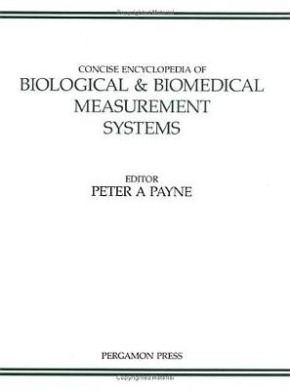 CONCISE ENCYCLOPEDIA OF
BIOLOGICAL & BIOMEDICAL
MEASUREMENT
SYSTEMS
EDITOR
PETER A PAYNE
PERGAMON PRESS